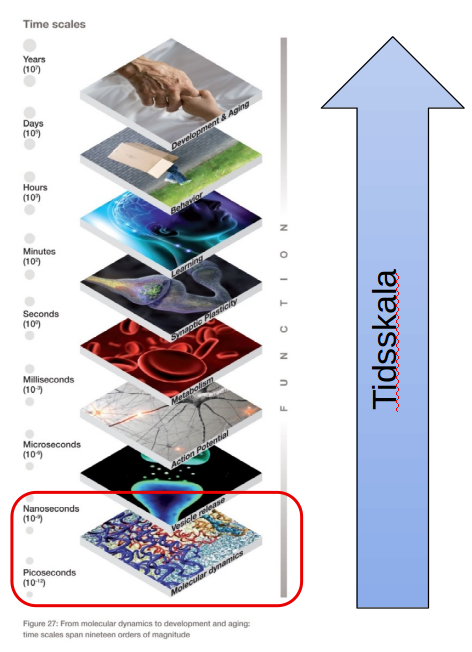 Time scales
Years
(10⁷)
Days
(10⁵)
Hours
(10³)
Minutes
(10²)
Seconds
(10⁰)
Milliseconds
(10⁻³)
Microseconds
(10⁻⁶)
Nanoseconds
(10⁻⁹)
Picoseconds
(10⁻¹²)
Development & Aging
Behavior
Learning
Synaptic Plasticity
Metabolism
Action Potential
Vesicle release
Molecular dynamics
FUNCTION
Tidsskala
Figure 27: From molecular dynamics to development and aging:
time scales span nineteen orders of magnitude